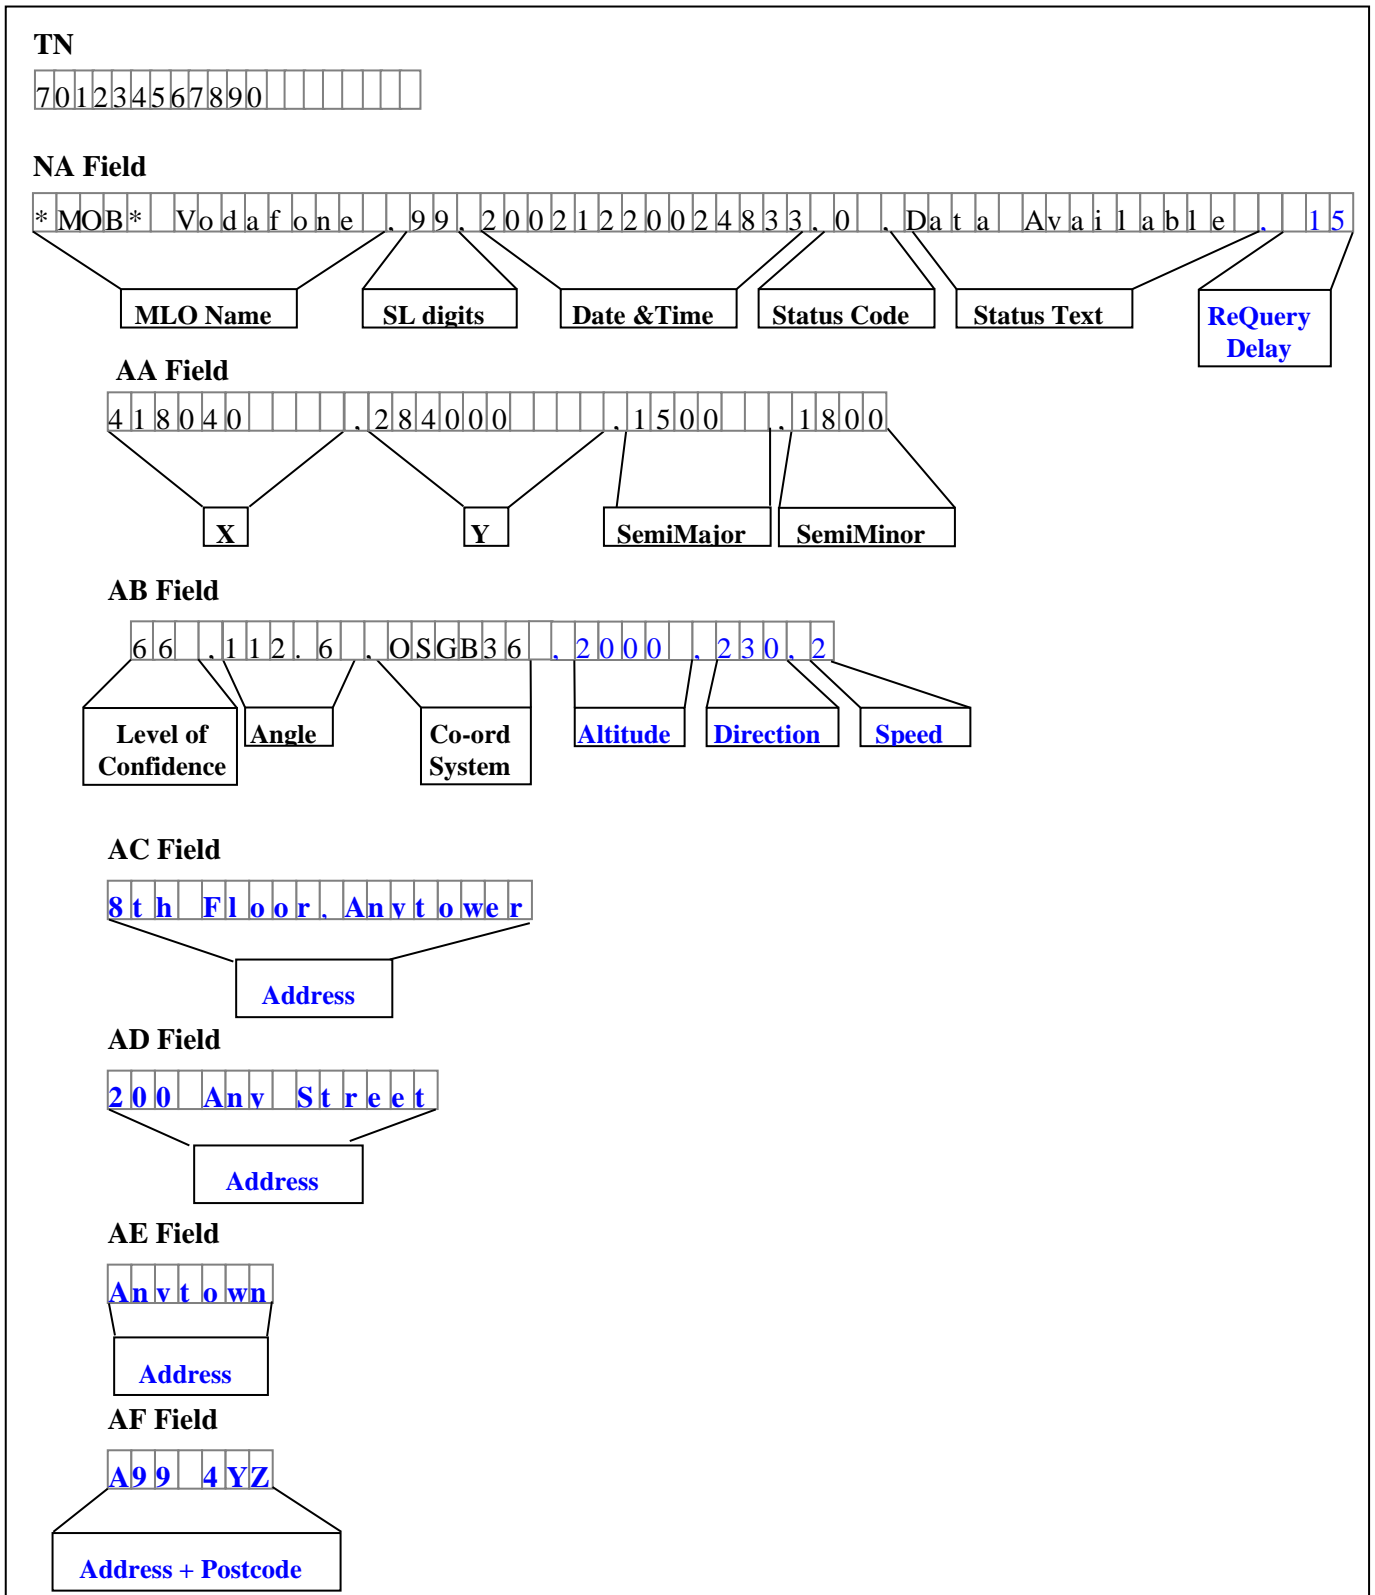 TN
701234567890
NA Field
*MOB* Vodafone ,99,20021220024833,0 ,Data Available , 15
MLO Name SL digits Date &Time Status Code Status Text ReQuery
Delay
AA Field
418040 ,284000 ,1500 ,1800
X Y SemiMajor SemiMinor
AB Field
66 ,112.6 ,OSGB36 ,2000 ,230,2
Level of Confidence Angle Co-ord System Altitude Direction Speed
AC Field
8th Floor, Anytower
Address
AD Field
200 Any Street
Address
AE Field
Anytown
Address
AF Field
A99 4YZ
Address + Postcode